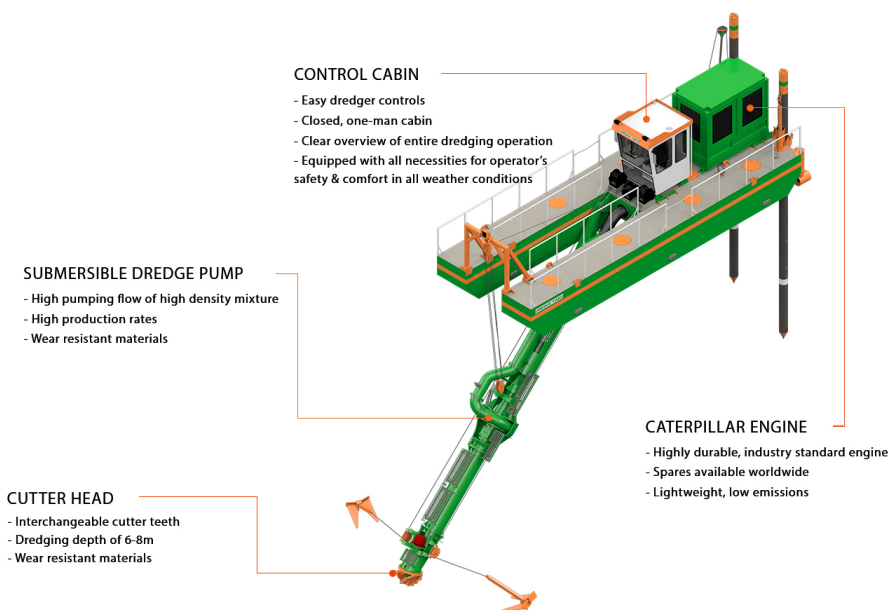 CONTROL CABIN
- Easy dredger controls
- Closed, one-man cabin
- Clear overview of entire dredging operation
- Equipped with all necessities for operator's
safety & comfort in all weather conditions
SUBMERSIBLE DREDGE PUMP
- High pumping flow of high density mixture
- High production rates
- Wear resistant materials
CATERPILLAR ENGINE
- Highly durable, industry standard engine
- Spares available worldwide
- Lightweight, low emissions
CUTTER HEAD
- Interchangeable cutter teeth
- Dredging depth of 6-8m
- Wear resistant materials